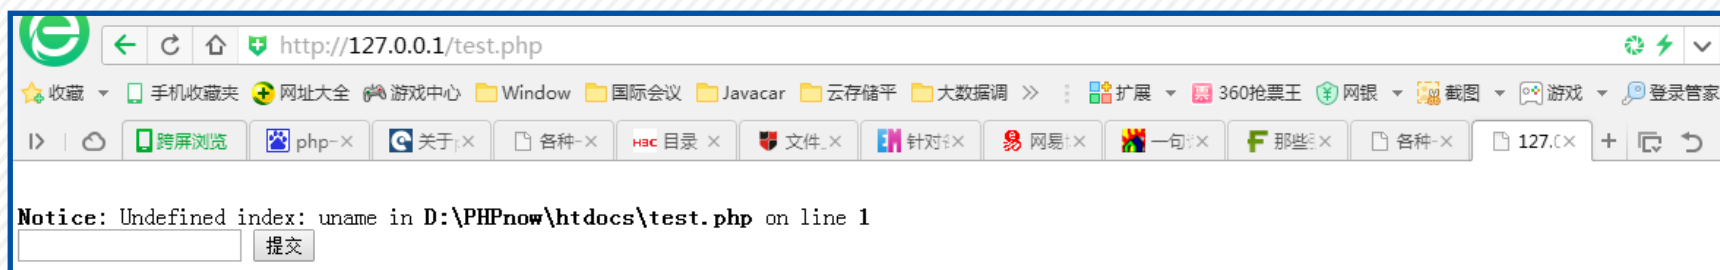 http://127.0.0.1/test.php
收藏 手机收藏夹 网址大全 游戏中心 Window 国际会议 Javacar 云存储平 大数据调 >> 扩展 360抢票王 网银 截图 游戏 登录管家
跨屏浏览 php- 关于 各种- H3C 目录 文件 EM 针对 网易 一句 那些 各种- 127.
Notice: Undefined index: uname in D:\PHPnow\htdocs\test.php on line 1
提交